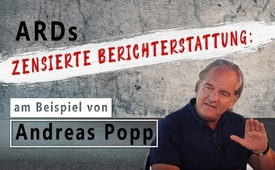 ARDs
ZENSIERTE BERICHTERSTATTUNG:
am Beispiel von
Andreas Popp